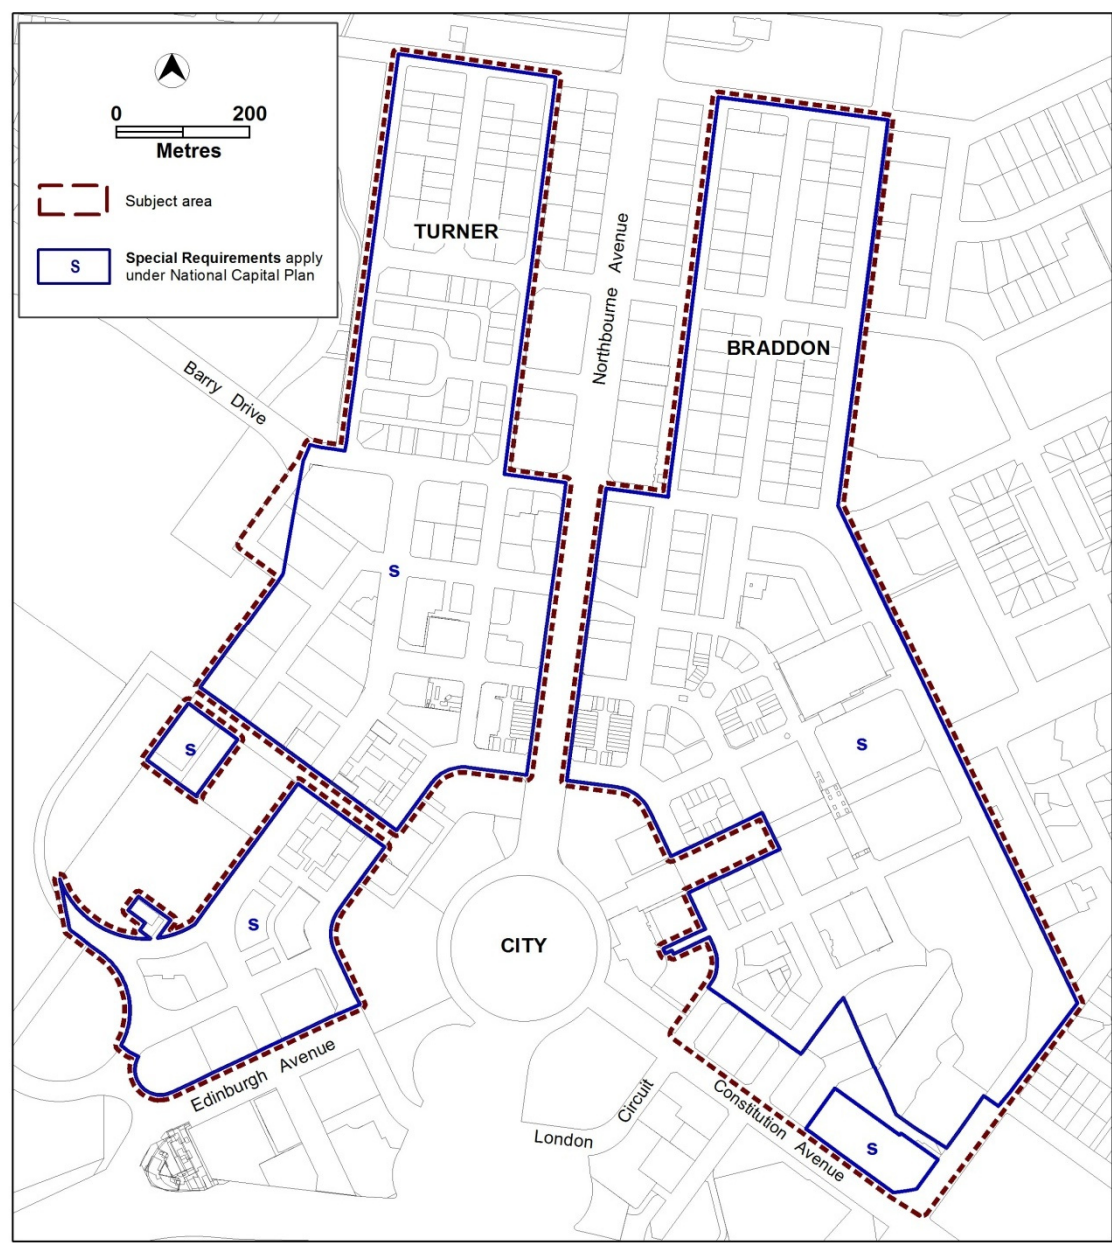 0 200
Metres
Subject area
S
Special Requirements apply
under National Capital Plan
TURNER
Northbourne Avenue
BRADDON
Barry Drive
S
S
S
S
CITY
Edinburgh Avenue
London Circuit
Constitution Avenue
S